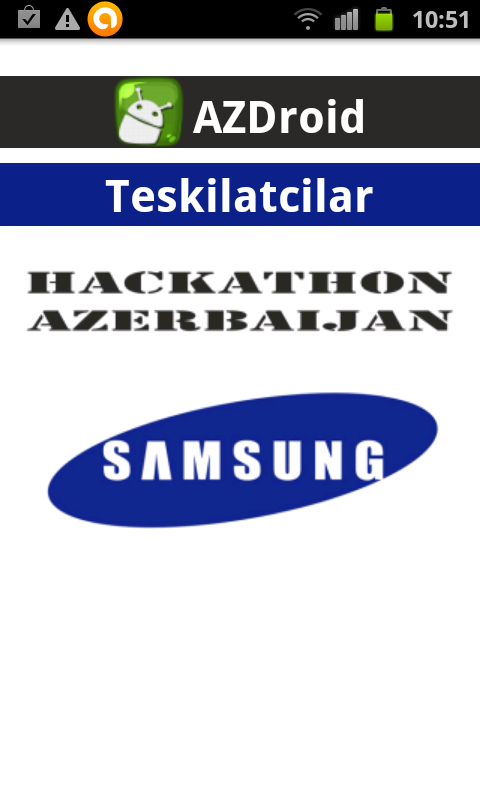 10:51
AZDroid
Teskilatcilar
HACKATHON
AZERBAIJAN
SAMSUNG